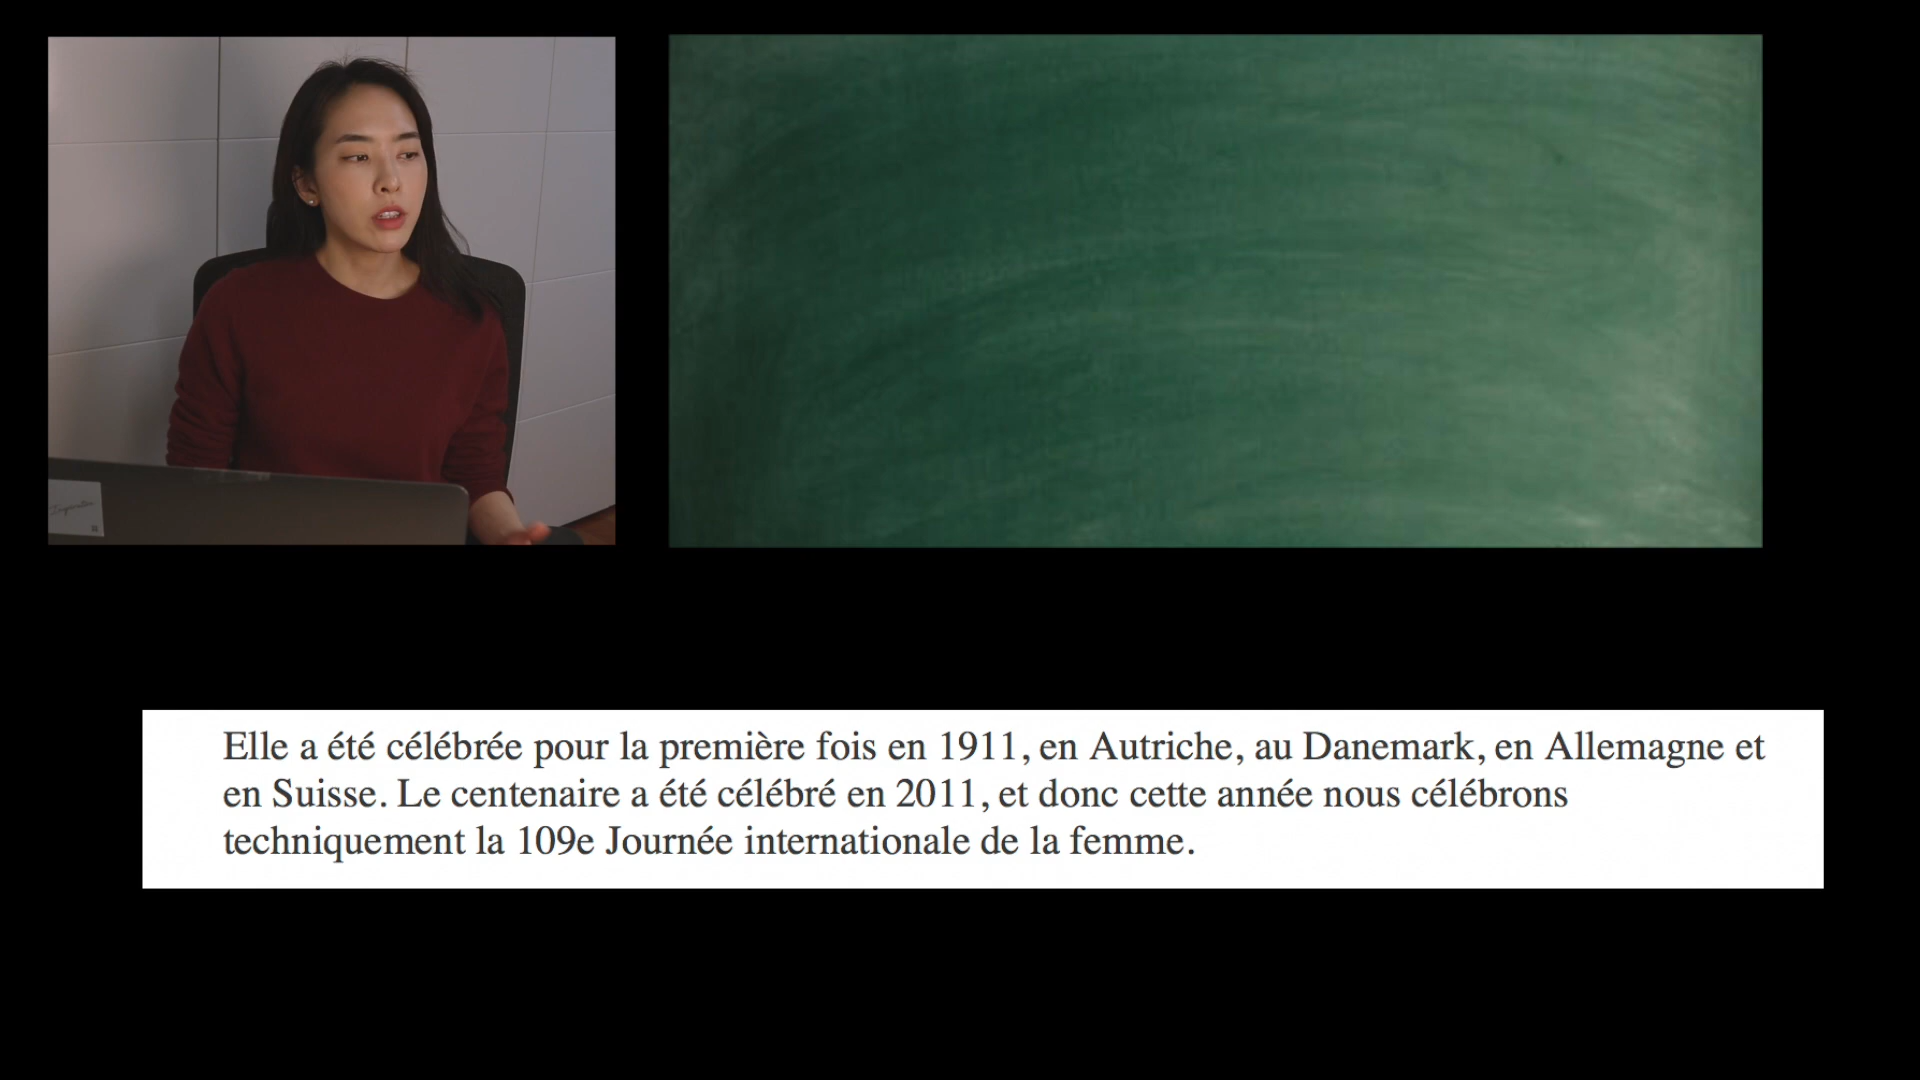 Elle a été célébrée pour la première fois en 1911, en Autriche, au Danemark, en Allemagne et
en Suisse. Le centenaire a été célébré en 2011, et donc cette année nous célébrons
techniquement la 109e Journée internationale de la femme.